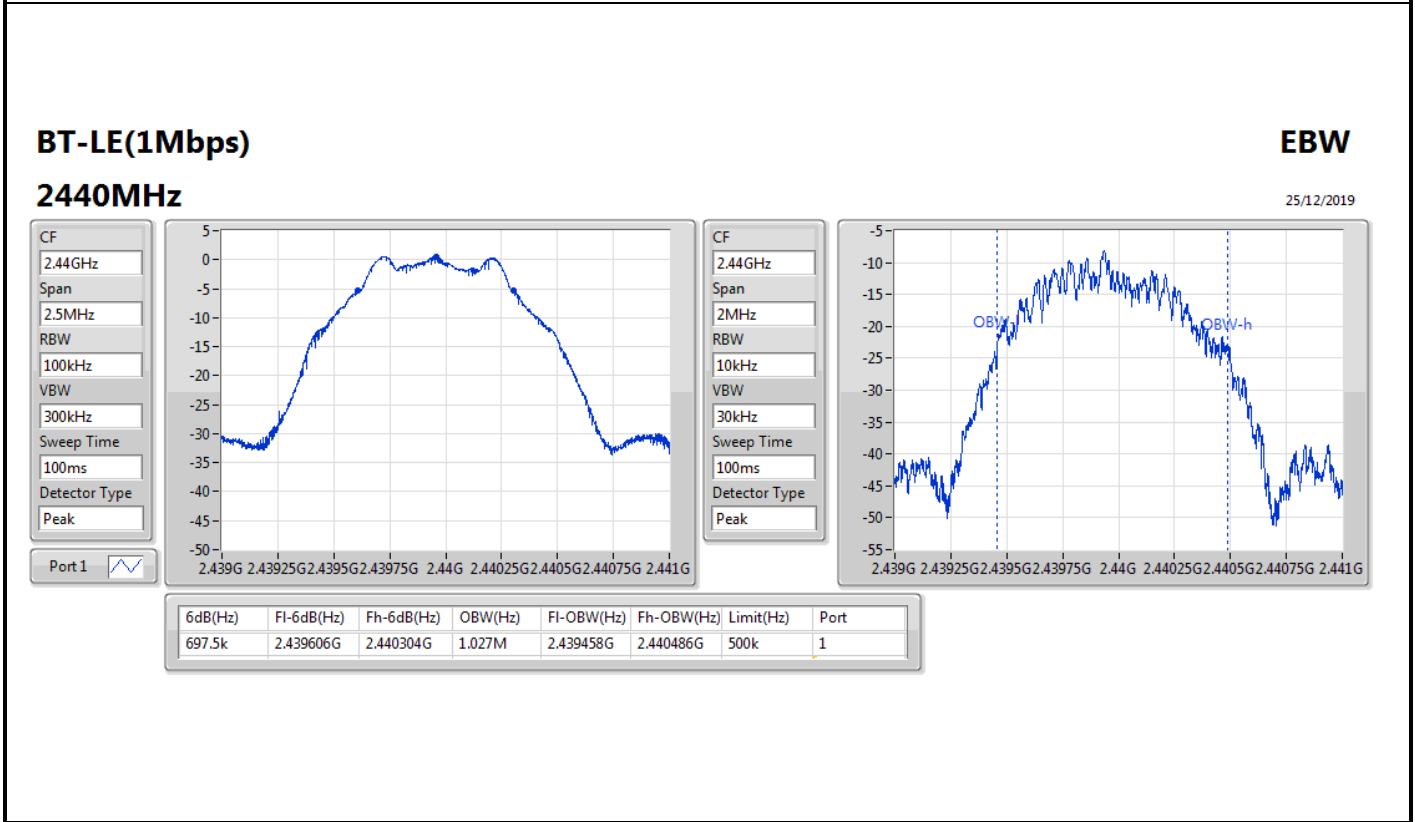 BT-LE(1Mbps)
EBW
2440MHz
25/12/2019
CF
2.44GHz
Span
2.5MHz
RBW
100kHz
VBW
300kHz
Sweep Time
100ms
Detector Type
Peak
Port 1
5
0
-5
-10
-15
-20
-25
-30
-35
-40
-45
-50
2.439G 2.43925G 2.4395G 2.43975G 2.44G 2.44025G 2.4405G 2.44075G 2.441G
CF
2.44GHz
Span
2MHz
RBW
10kHz
VBW
30kHz
Sweep Time
100ms
Detector Type
Peak
-5
-10
-15
-20
-25
-30
-35
-40
-45
-50
-55
OBW-h
2.439G 2.43925G 2.4395G 2.43975G 2.44G 2.44025G 2.4405G 2.44075G 2.441G
6dB(Hz) Fl-6dB(Hz) Fh-6dB(Hz) OBW(Hz) Fl-OBW(Hz) Fh-OBW(Hz) Limit(Hz) Port
697.5k 2.439606G 2.440304G 1.027M 2.439458G 2.440486G 500k 1